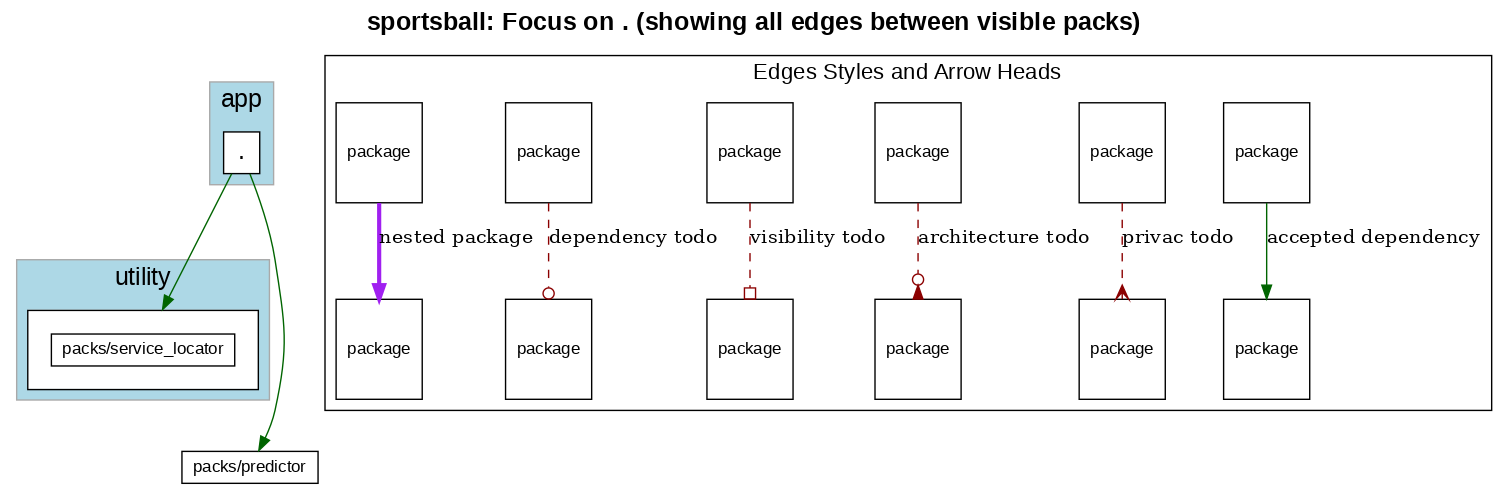 sportsball: Focus on . (showing all edges between visible packs)
app
.
utility
packs/service_locator
packs/predictor
Edges Styles and Arrow Heads
package package package package package package
nested package dependency todo visibility todo architecture todo privac todo accepted dependency
package package package package package package